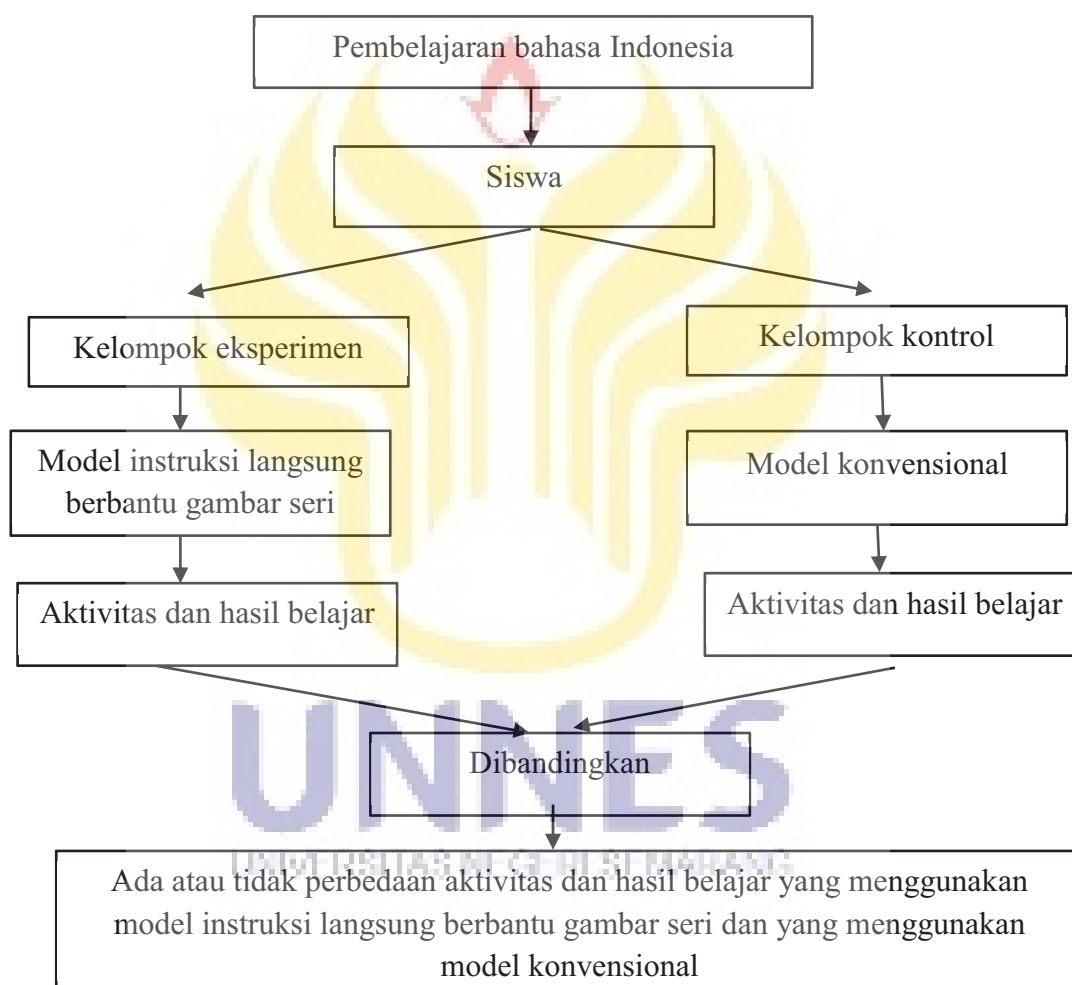 Pembelajaran bahasa Indonesia
Siswa
Kelompok eksperimen
Kelompok kontrol
Model instruksi langsung
berbantu gambar seri
Model konvensional
Aktivitas dan hasil belajar
Aktivitas dan hasil belajar
UNNES
Dibandingkan
UNIVERSITAS NEGERI SEMARANG
Ada atau tidak perbedaan aktivitas dan hasil belajar yang menggunakan
model instruksi langsung berbantu gambar seri dan yang menggunakan
model konvensional